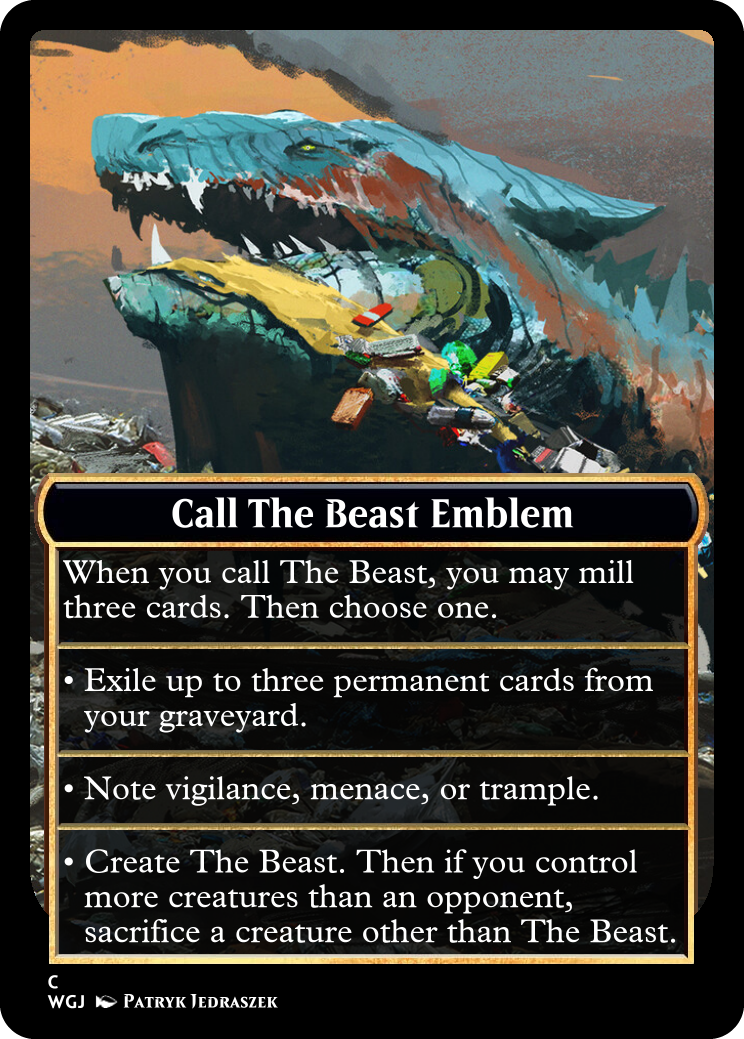 Call The Beast Emblem
When you call The Beast, you may mill
three cards. Then choose one.
• Exile up to three permanent cards from
your graveyard.
• Note vigilance, menace, or trample.
• Create The Beast. Then if you control
more creatures than an opponent,
sacrifice a creature other than The Beast.
C
WGJ Patryk Jedraszek